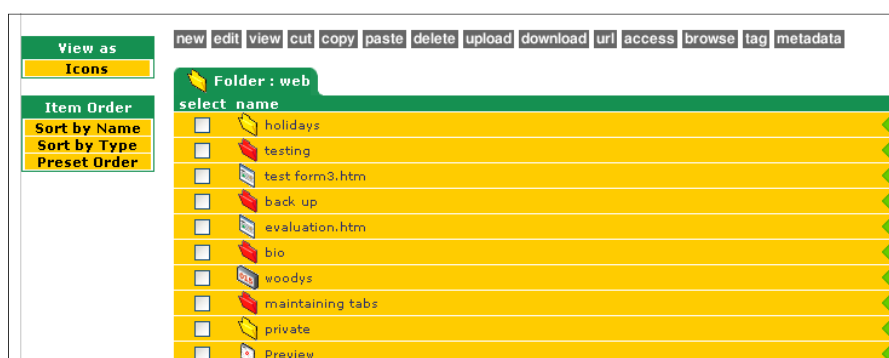 new edit view cut copy paste delete upload download url access browse tag metadata
View as
Icons
Item Order
Sort by Name
Sort by Type
Preset Order
Folder : web
select name
holidays
testing
test form3.htm
back up
evaluation.htm
bio
woodys
maintaining tabs
private
Preview